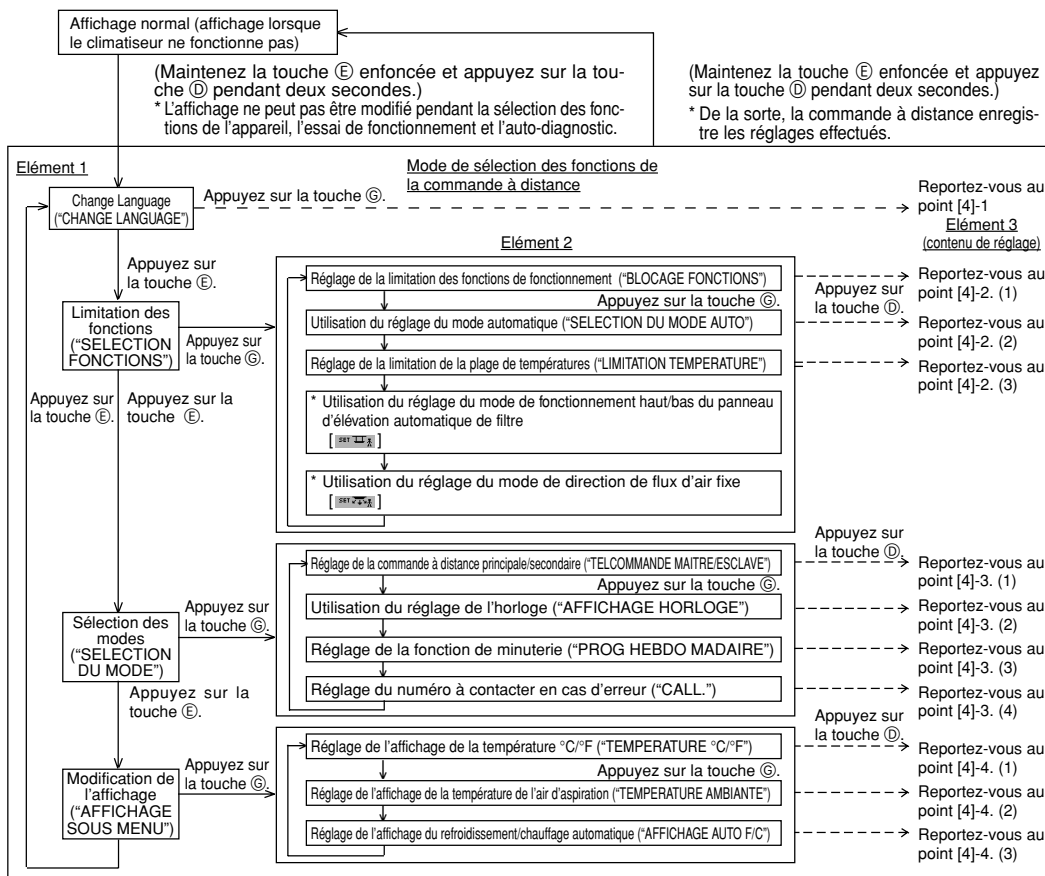 Affichage normal (affichage lorsque
le climatiseur ne fonctionne pas)
(Maintenez la touche Ⓔ enfoncée et appuyez sur la tou-
che Ⓓ pendant deux secondes.)
* L'affichage ne peut pas être modifié pendant la sélection des fonc-
tions de l'appareil, l'essai de fonctionnement et l'auto-diagnostic.
(Maintenez la touche Ⓔ enfoncée et appuyez
sur la touche Ⓓ pendant deux secondes.)
* De la sorte, la commande à distance enregis-
tre les réglages effectués.
Elément 1
Mode de sélection des fonctions de
la commande à distance
Change Language
("CHANGE LANGUAGE")
Appuyez sur la touche Ⓖ.
Reportez-vous au
point [4]-1
Elément 3
(contenu de réglage)
Elément 2
Appuyez sur
la touche Ⓔ.
Limitation des
fonctions
("SELECTION
FONCTIONS")
Appuyez sur
la touche Ⓖ.
Réglage de la limitation des fonctions de fonctionnement ("BLOCAGE FONCTIONS")
Appuyez sur la touche Ⓖ.
Appuyez sur
la touche Ⓓ.
Reportez-vous au
point [4]-2. (1)
Utilisation du réglage du mode automatique ("SELECTION DU MODE AUTO")
Reportez-vous au
point [4]-2. (2)
Réglage de la limitation de la plage de températures ("LIMITATION TEMPERATURE")
Reportez-vous au
point [4]-2. (3)
Appuyez sur
la touche Ⓔ.
Appuyez sur la
touche Ⓔ.
* Utilisation du réglage du mode de fonctionnement haut/bas du panneau
d'élévation automatique de filtre
[ SET ]
* Utilisation du réglage du mode de direction de flux d'air fixe
[ SET ]
Appuyez sur
la touche Ⓓ.
Sélection des
modes
("SELECTION
DU MODE")
Appuyez sur
la touche Ⓖ.
Réglage de la commande à distance principale/secondaire ("TELCOMMANDE MAITRE/ESCLAVE")
Appuyez sur la touche Ⓖ.
Reportez-vous au
point [4]-3. (1)
Utilisation du réglage de l'horloge ("AFFICHAGE HORLOGE")
Reportez-vous au
point [4]-3. (2)
Réglage de la fonction de minuterie ("PROG HEBDO MADAIRE")
Reportez-vous au
point [4]-3. (3)
Réglage du numéro à contacter en cas d'erreur ("CALL.")
Reportez-vous au
point [4]-3. (4)
Appuyez sur la
touche Ⓔ.
Appuyez sur
la touche Ⓓ.
Modification de
l'affichage
("AFFICHAGE
SOUS MENU")
Appuyez sur
la touche Ⓖ.
Réglage de l'affichage de la température °C/°F ("TEMPERATURE °C/°F")
Appuyez sur la touche Ⓖ.
Reportez-vous au
point [4]-4. (1)
Réglage de l'affichage de la température de l'air d'aspiration ("TEMPERATURE AMBIANTE")
Reportez-vous au
point [4]-4. (2)
Réglage de l'affichage du refroidissement/chauffage automatique ("AFFICHAGE AUTO F/C")
Reportez-vous au
point [4]-4. (3)